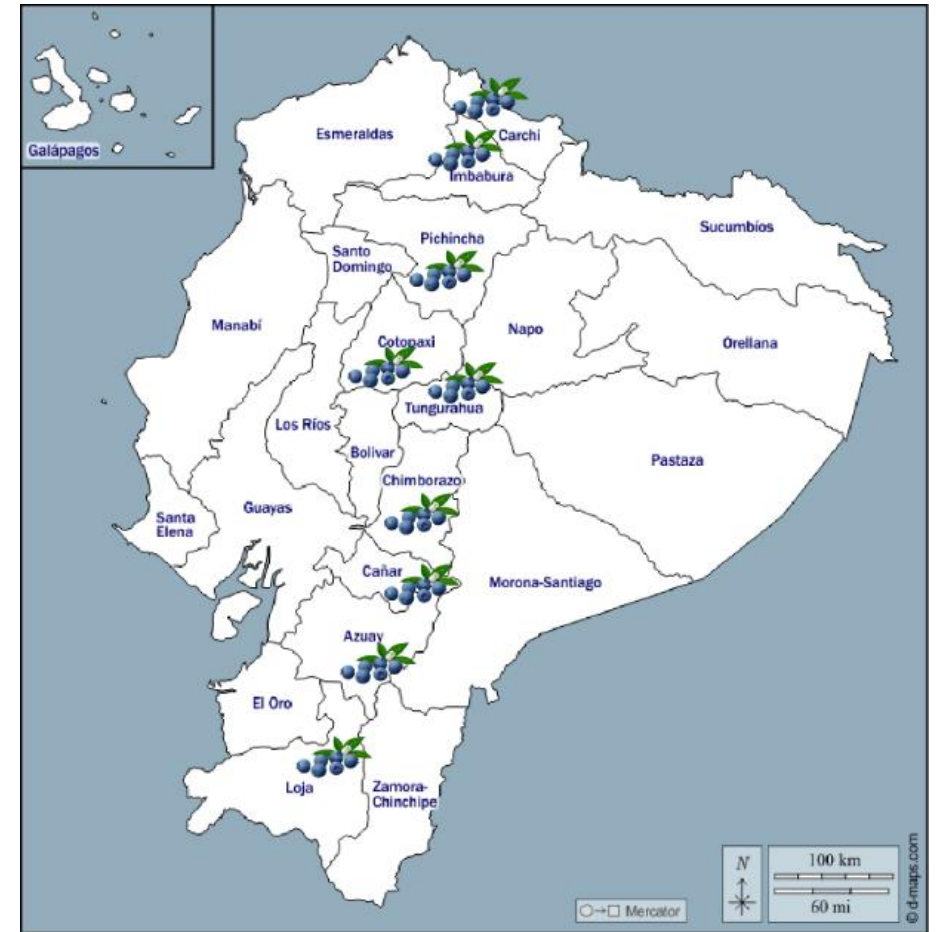 Galápagos
Esmeraldas
Carchi
Imbabura
Sucumbíos
Pichincha
Santo
Domingo
Manabí
Napo
Orellana
Cotopaxi
Tungurahua
Los Ríos
Bolivar
Pastaza
Chimborazo
Guayas
Santa
Elena
Cañar
Morona-Santiago
Azuay
El Oro
Loja
Zamora-
Chinchipe
N
100 km
60 mi
Mercator
© d-maps.com